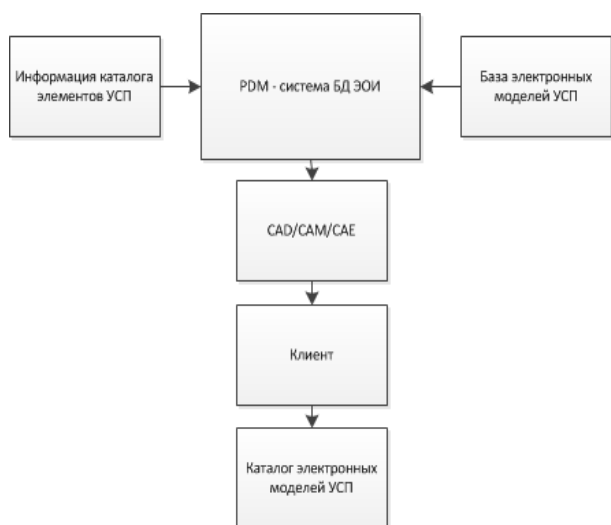 Информация каталога
элементов УСП
PDM - система БД ЭОИ
База электронных
моделей УСП
CAD/CAM/CAE
Клиент
Каталог электронных
моделей УСП